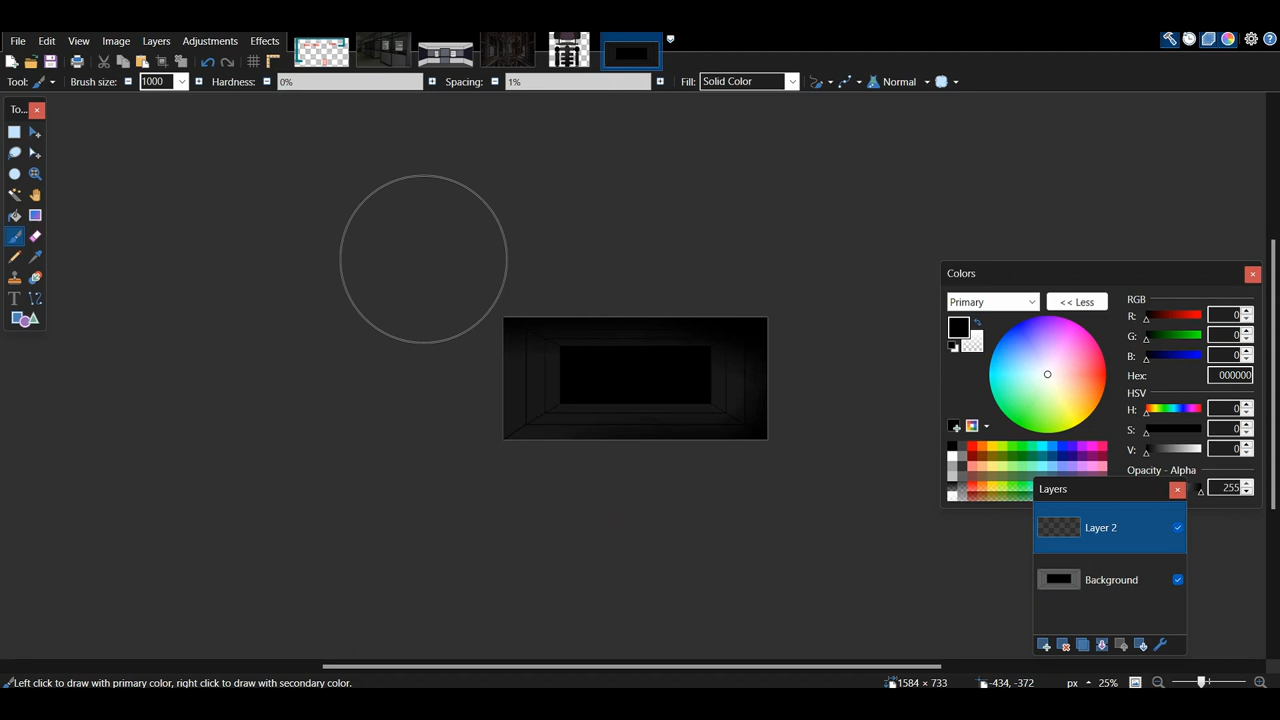 File Edit View Image Layers Adjustments Effects
Tool: Brush size: 1000 Hardness: 0% Spacing: 1% Fill: Solid Color Normal
To...
Colors
Primary << Less
RGB
R: 0
G: 0
B: 0
Hex: 000000
HSV
H: 0
S: 0
V: 0
Opacity - Alpha
255
Layers
Layer 2
Background
Left click to draw with primary color, right click to draw with secondary color. 1584 × 733 -434, -372 px 25%